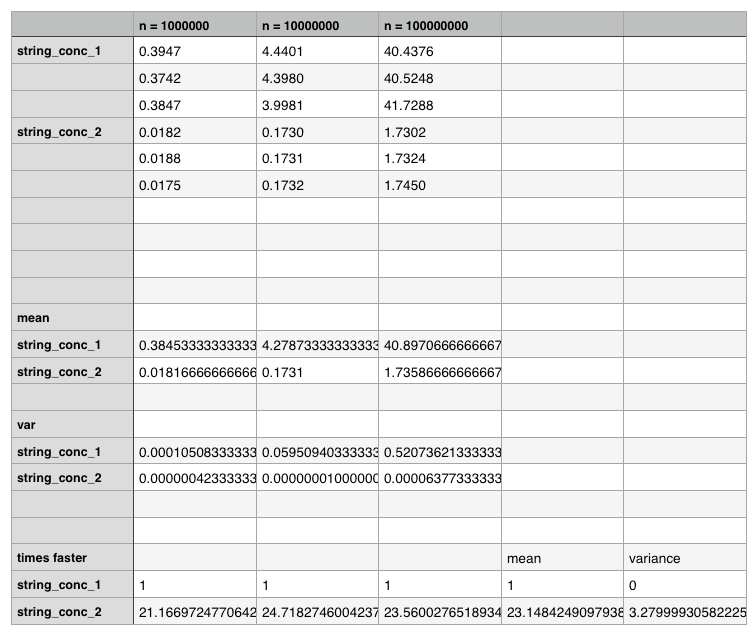 n = 1000000 n = 10000000 n = 100000000
string_conc_1 0.3947 4.4401 40.4376
0.3742 4.3980 40.5248
0.3847 3.9981 41.7288
string_conc_2 0.0182 0.1730 1.7302
0.0188 0.1731 1.7324
0.0175 0.1732 1.7450
mean
string_conc_1 0.38453333333333 4.27873333333333 40.8970666666667
string_conc_2 0.01816666666666 0.1731 1.73586666666667
var
string_conc_1 0.00010508333333 0.05950940333333 0.52073621333333
string_conc_2 0.00000042333333 0.00000001000000 0.00006377333333
times faster mean variance
string_conc_1 1 1 1 1 0
string_conc_2 21.1669724770642 24.7182746004237 23.5600276518934 23.1484249097938 3.27999930582225